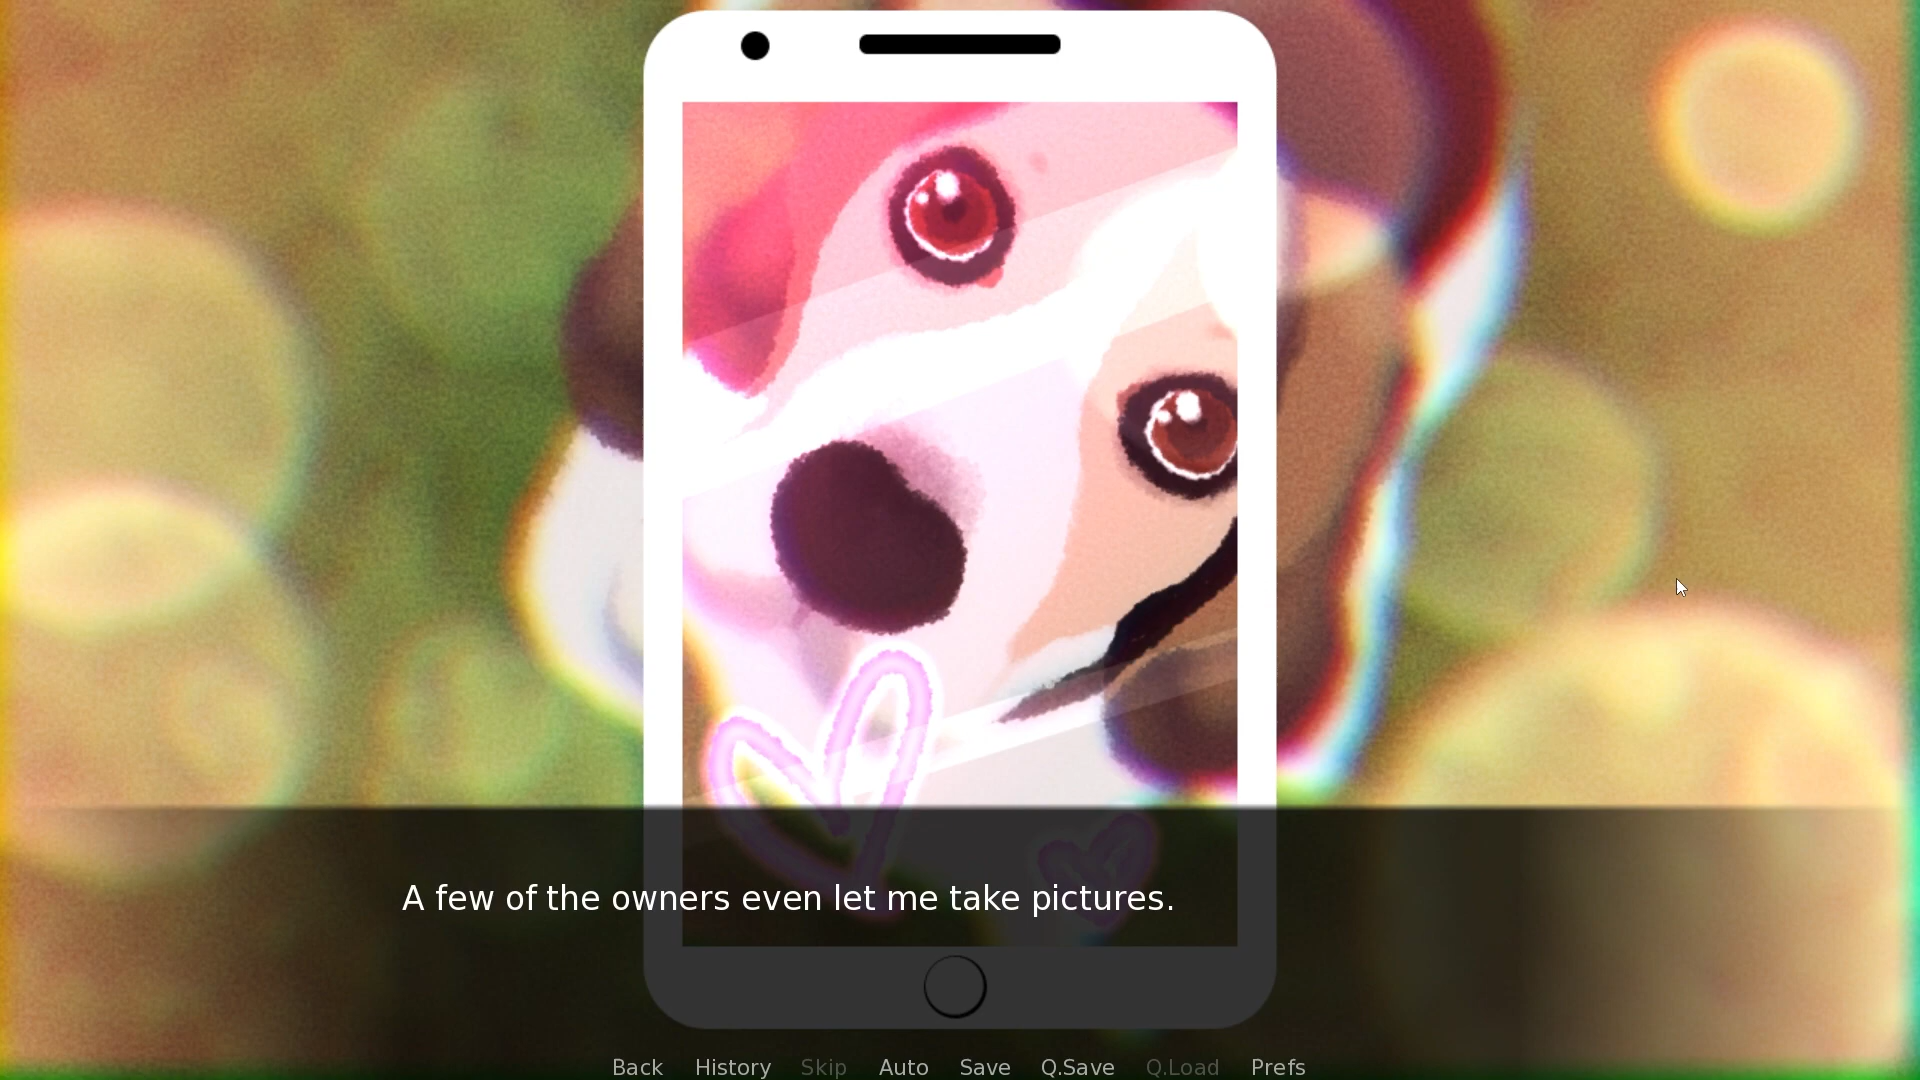 A few of the owners even let me take pictures.
Back History Skip Auto Save Q.Save Q.Load Prefs